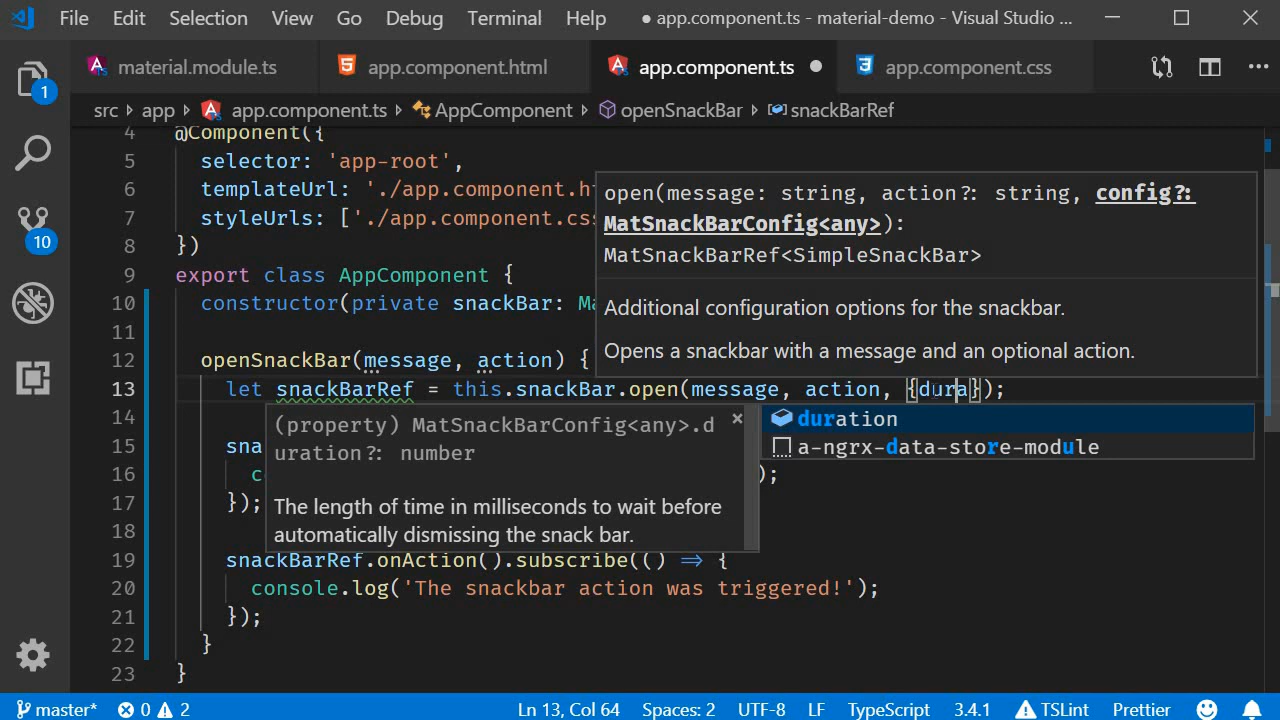 File Edit Selection View Go Debug Terminal Help ● app.component.ts - material-demo - Visual Studio ...
material.module.ts app.component.html app.component.ts ● app.component.css
src > app > app.component.ts > AppComponent > openSnackBar > snackBarRef
1
10
4 @Component({
5 selector: 'app-root',
6 templateUrl: './app.component.h
7 styleUrls: ['./app.component.css
8 })
9 export class AppComponent {
10 constructor(private snackBar: M
11
12 openSnackBar(message, action) {
13 let snackBarRef = this.snackBar.open(message, action, {dura});
14
15 sna
16 c );
17 });
18
19 snackBarRef.onAction().subscribe(() => {
20 console.log('The snackbar action was triggered!');
21 });
22 }
23 }
open(message: string, action?: string, config?:
MatSnackBarConfig<any>):
MatSnackBarRef<SimpleSnackBar>
Additional configuration options for the snackbar.
Opens a snackbar with a message and an optional action.
(property) MatSnackBarConfig<any>.d
uration?: number
The length of time in milliseconds to wait before
automatically dismissing the snack bar.
duration
a-ngrx-data-store-module
master* 0 2 Ln 13, Col 64 Spaces: 2 UTF-8 LF TypeScript 3.4.1 TSLint Prettier